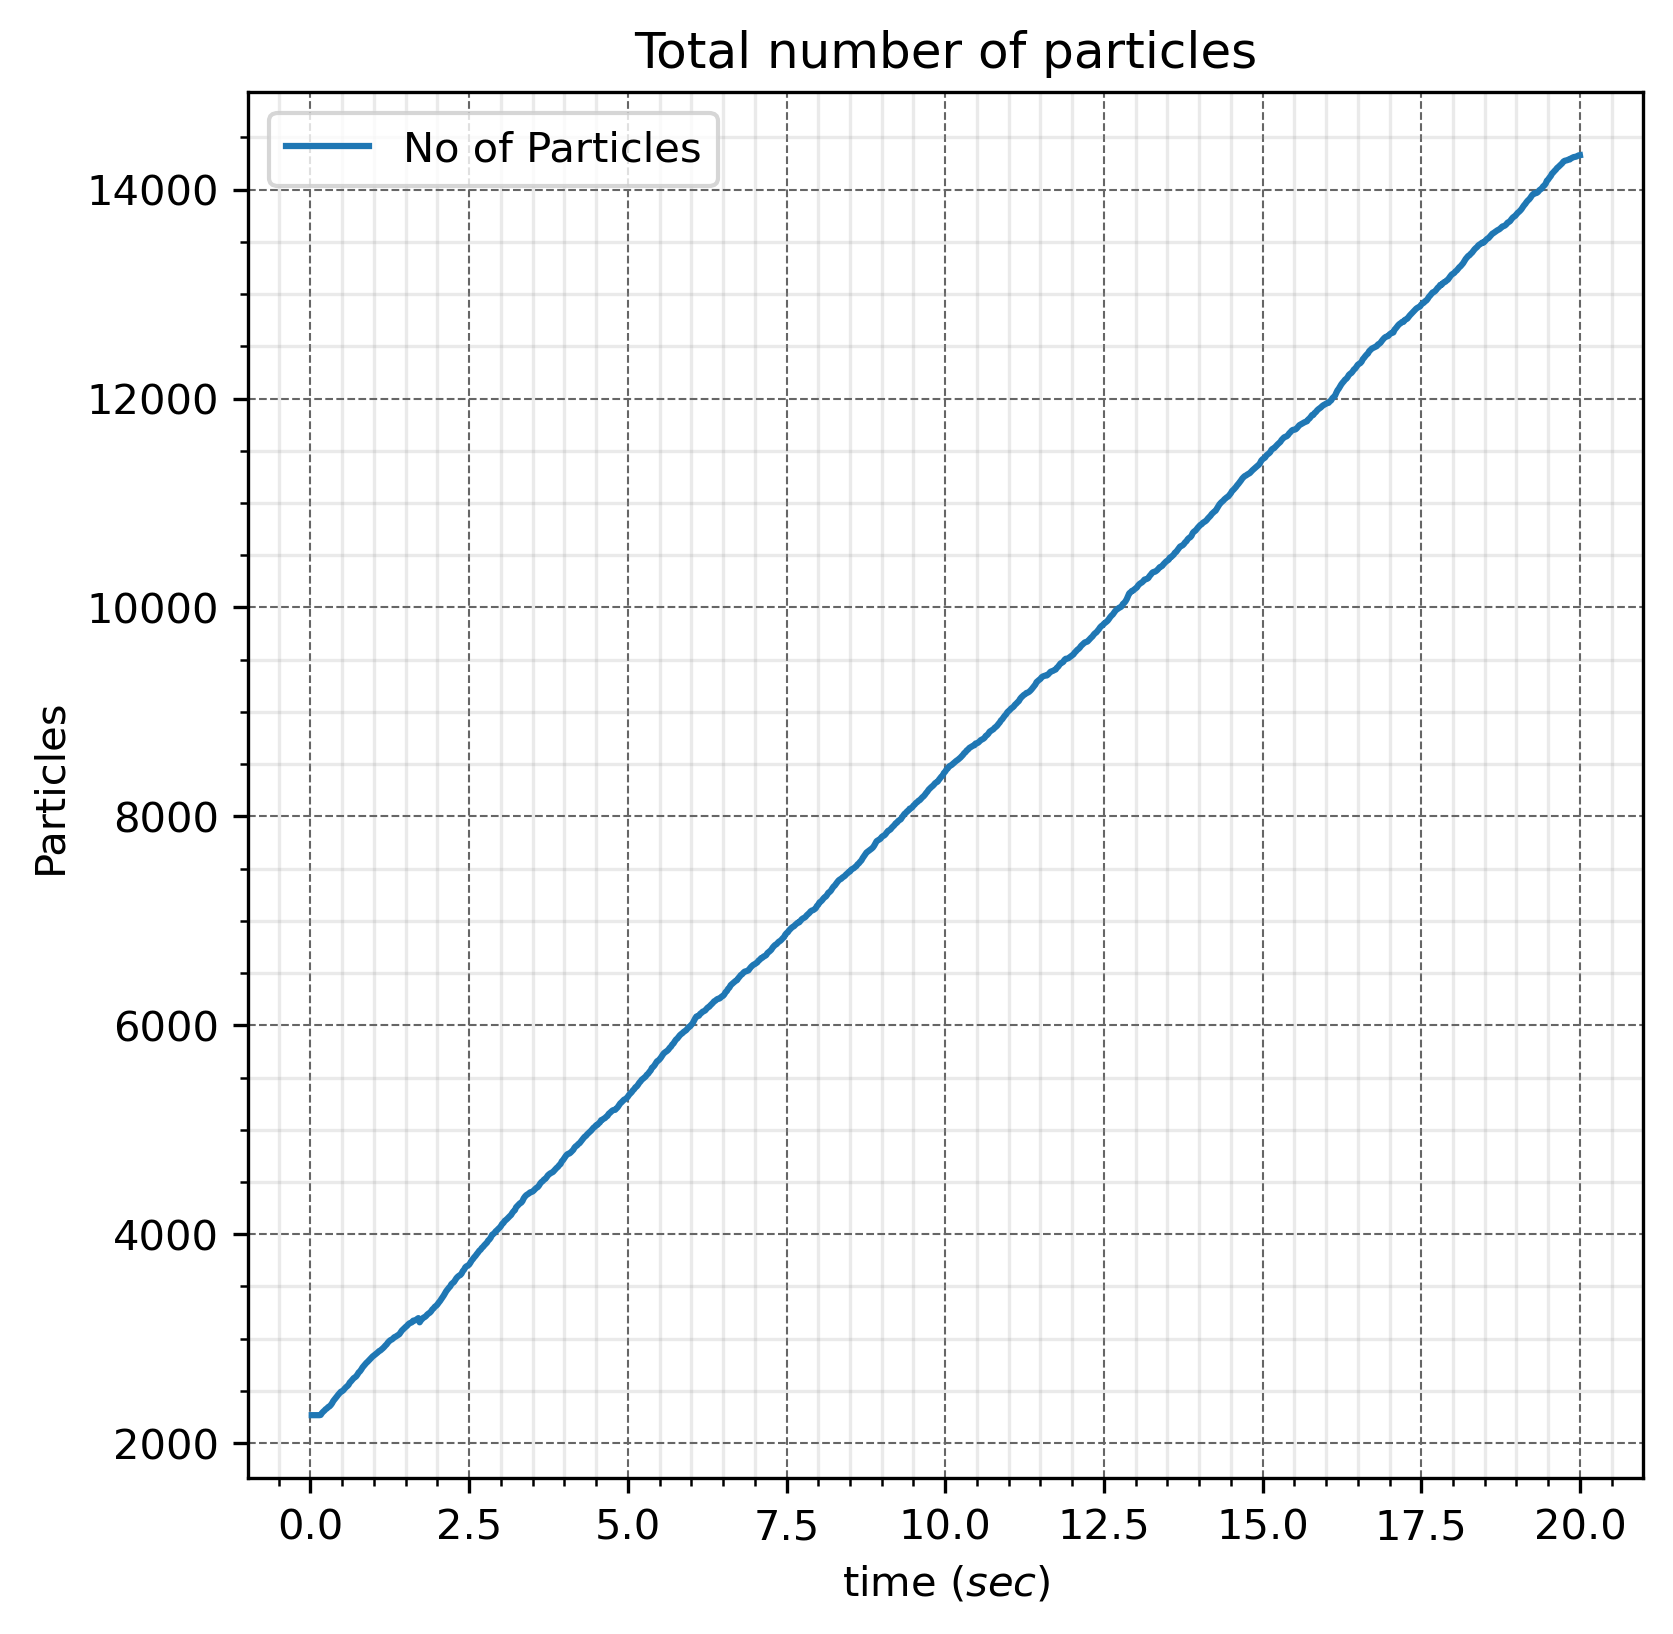 Total number of particles
No of Particles
14000
12000
10000
8000
6000
4000
2000
Particles
0.0 2.5 5.0 7.5 10.0 12.5 15.0 17.5 20.0
time (sec)